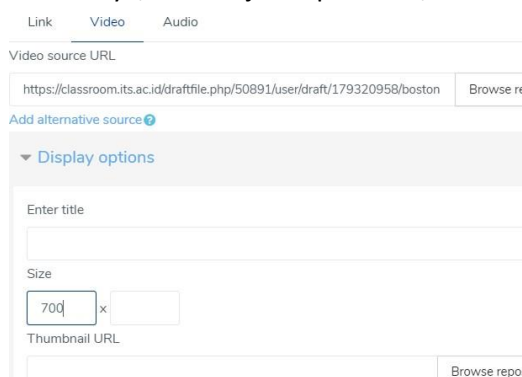 Link Video Audio
Video source URL
https://classroom.its.ac.id/draftfile.php/50891/user/draft/179320958/boston Browse re
Add alternative source
Display options
Enter title
Size
700 x
Thumbnail URL
Browse repo